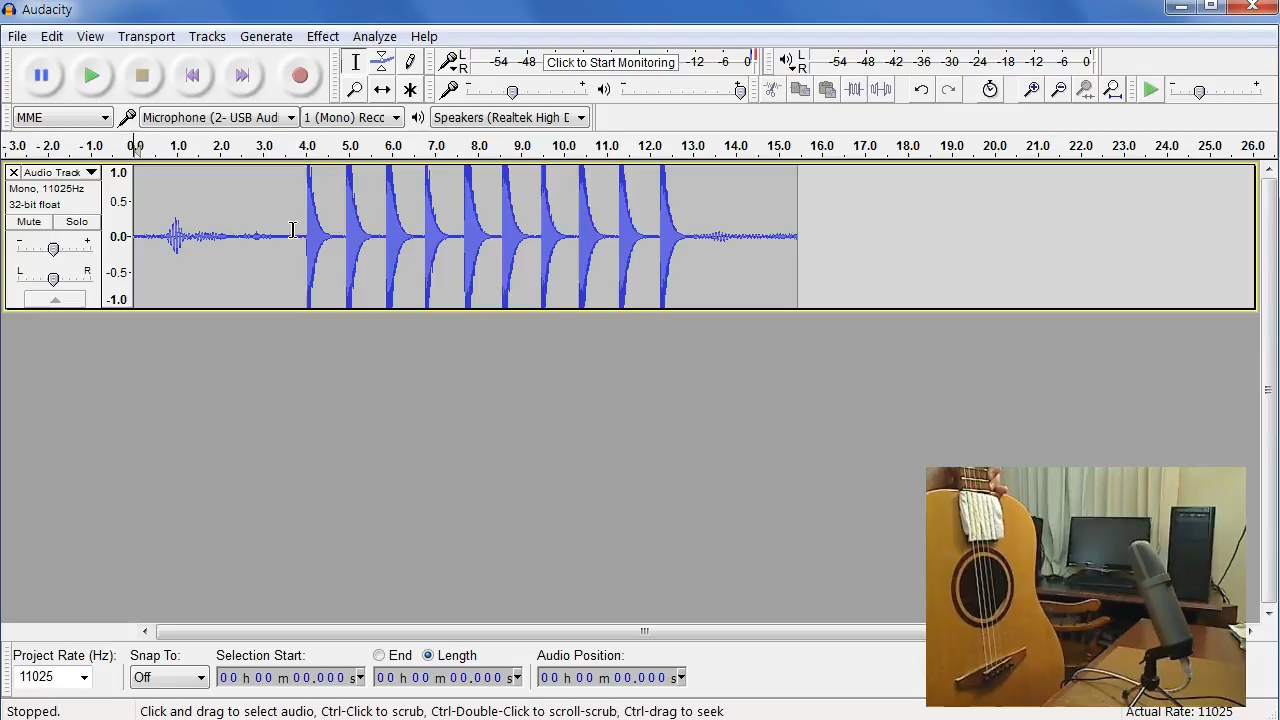 Audacity
File Edit View Transport Tracks Generate Effect Analyze Help
L R -54 -48 Click to Start Monitoring -12 -6 0 L R -54 -48 -42 -36 -30 -24 -18 -12 -6 0
MME Microphone (2- USB Aud 1 (Mono) Recc Speakers (Realtek High D
-3.0 -2.0 -1.0 0.0 1.0 2.0 3.0 4.0 5.0 6.0 7.0 8.0 9.0 10.0 11.0 12.0 13.0 14.0 15.0 16.0 17.0 18.0 19.0 20.0 21.0 22.0 23.0 24.0 25.0 26.0
Audio Track 1.0
Mono, 11025Hz
32-bit float 0.5
Mute Solo
- + 0.0
L R -0.5
-1.0
Project Rate (Hz): Snap To: Selection Start: End Length Audio Position:
11025 Off 00 h 00 m 00.000 s 00 h 00 m 00.000 s 00 h 00 m 00.000 s
Stopped. Click and drag to select audio, Ctrl-Click to scrub, Ctrl-Double-Click to scroll-scrub, Ctrl-drag to seek Actual Rate: 11025